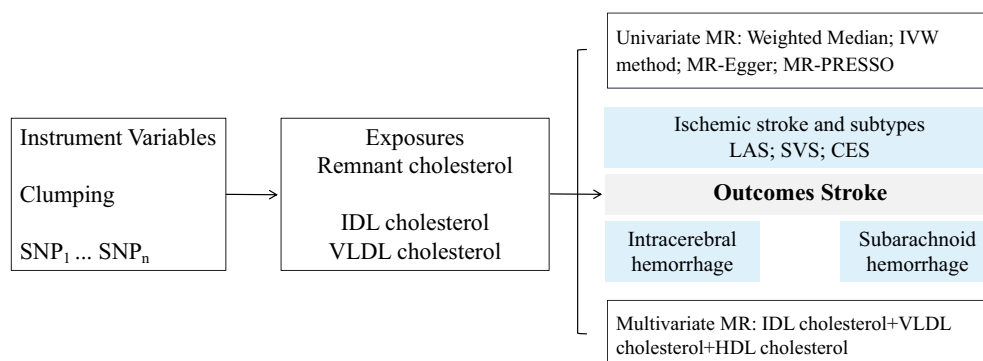 Instrument Variables
Clumping
SNP₁ ... SNPₙ
Exposures
Remnant cholesterol
IDL cholesterol
VLDL cholesterol
Univariate MR: Weighted Median; IVW
method; MR-Egger; MR-PRESSO
Ischemic stroke and subtypes
LAS; SVS; CES
Outcomes Stroke
Intracerebral
hemorrhage
Subarachnoid
hemorrhage
Multivariate MR: IDL cholesterol+VLDL
cholesterol+HDL cholesterol